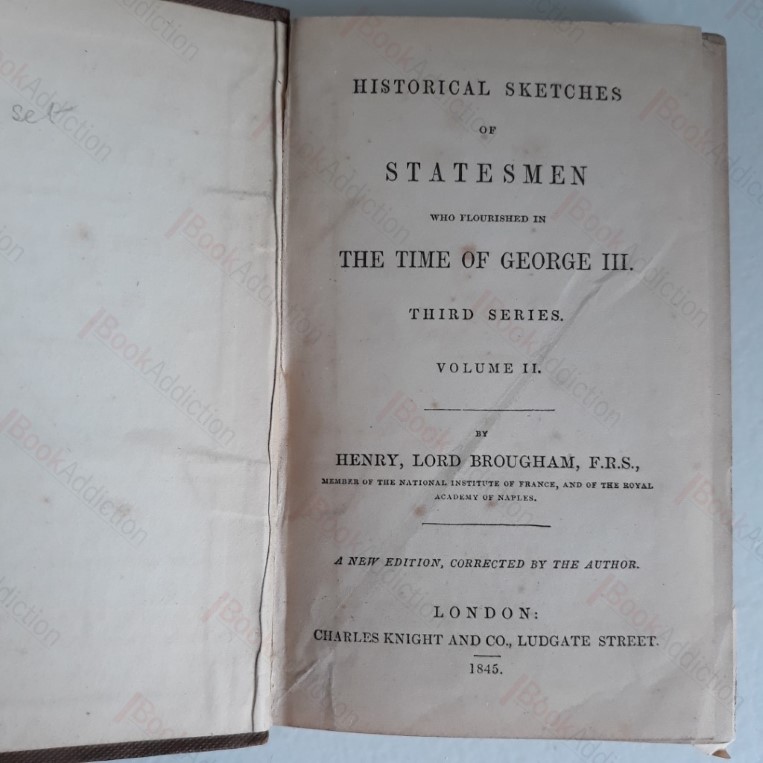 set
HISTORICAL SKETCHES
OF
STATESMEN
WHO FLOURISHED IN
THE TIME OF GEORGE III.
THIRD SERIES.
VOLUME II.
BY
HENRY, LORD BROUGHAM, F.R.S.,
MEMBER OF THE NATIONAL INSTITUTE OF FRANCE, AND OF THE ROYAL
ACADEMY OF NAPLES.
A NEW EDITION, CORRECTED BY THE AUTHOR.
LONDON:
CHARLES KNIGHT AND CO., LUDGATE STREET.
1845.
BookAddiction